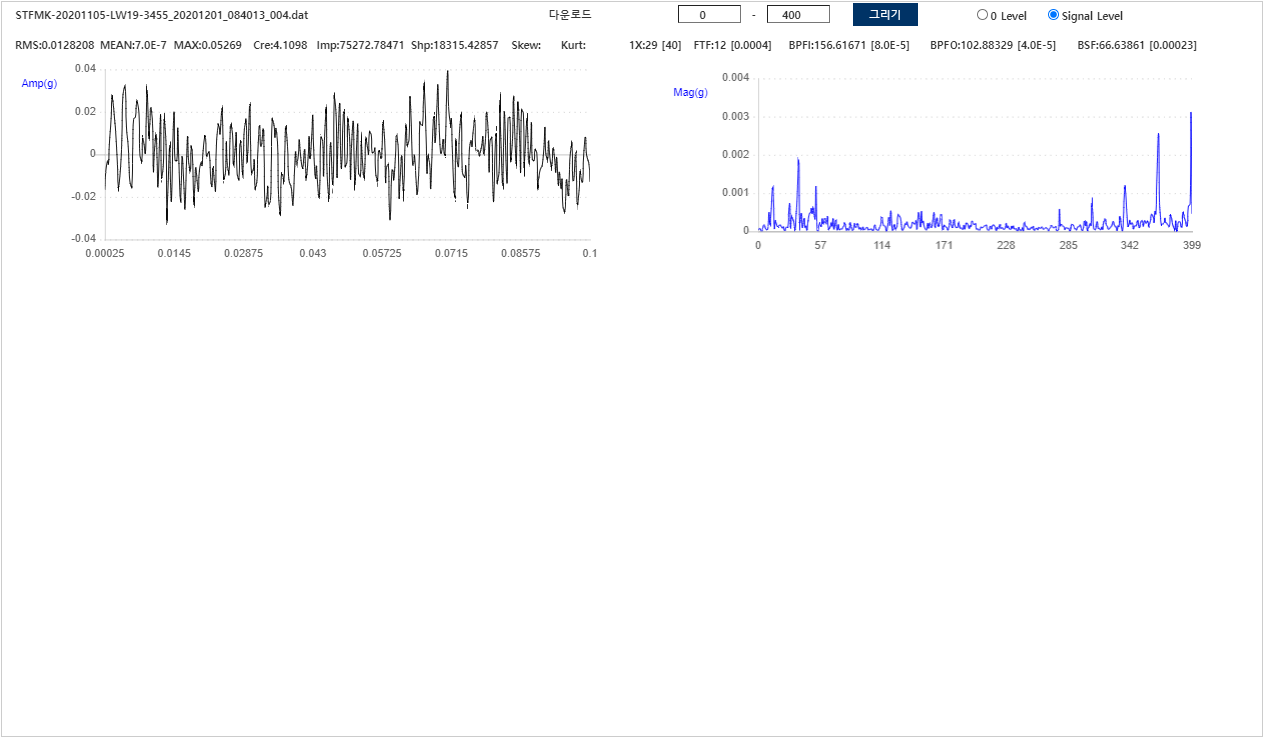 STFMK-20201105-LW19-3455_20201201_084013_004.dat 다운로드 0 - 400 그리기 0 Level Signal Level
RMS:0.0128208 MEAN:7.0E-7 MAX:0.05269 Cre:4.1098 Imp:75272.78471 Shp:18315.42857 Skew: Kurt: 1X:29 [40] FTF:12 [0.0004] BPFI:156.61671 [8.0E-5] BPFO:102.88329 [4.0E-5] BSF:66.63861 [0.00023]
Amp(g)
0.04
0.02
0
-0.02
-0.04
0.00025 0.0145 0.02875 0.043 0.05725 0.0715 0.08575 0.1
Mag(g)
0.004
0.003
0.002
0.001
0
0 57 114 171 228 285 342 399